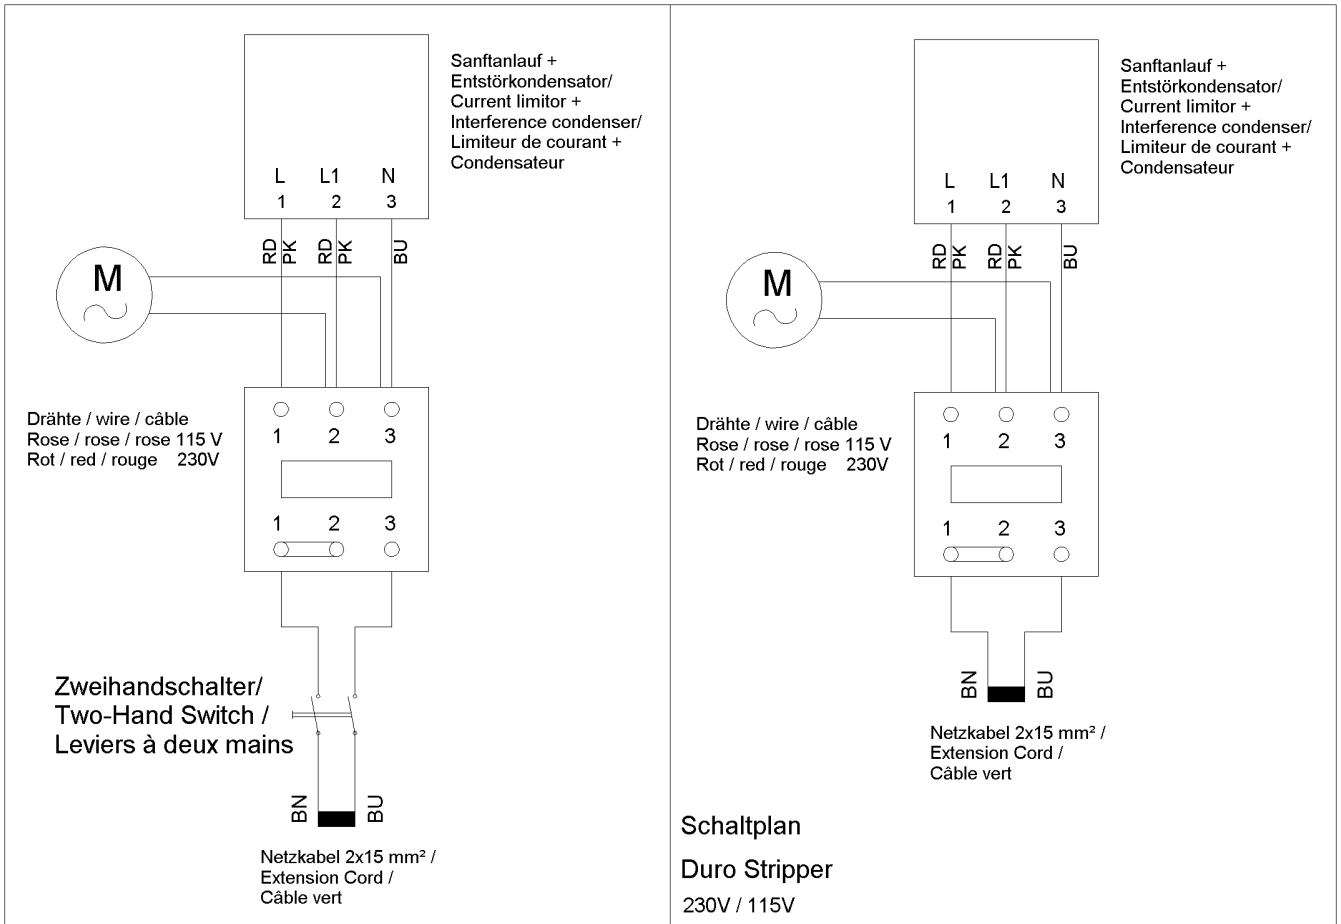 Sanftanlauf +
Entstörkondensator/
Current limitor +
Interference condenser/
Limiteur de courant +
Condensateur
L L1 N
1 2 3
RD PK RD PK BU
M
Drähte / wire / câble
Rose / rose / rose 115 V
Rot / red / rouge 230V
1 2 3
1 2 3
Zweihandschalter/
Two-Hand Switch /
Leviers à deux mains
BN BU
Netzkabel 2x15 mm² /
Extension Cord /
Câble vert
Sanftanlauf +
Entstörkondensator/
Current limitor +
Interference condenser/
Limiteur de courant +
Condensateur
L L1 N
1 2 3
RD PK RD PK BU
M
Drähte / wire / câble
Rose / rose / rose 115 V
Rot / red / rouge 230V
1 2 3
1 2 3
BN BU
Netzkabel 2x15 mm² /
Extension Cord /
Câble vert
Schaltplan
Duro Stripper
230V / 115V